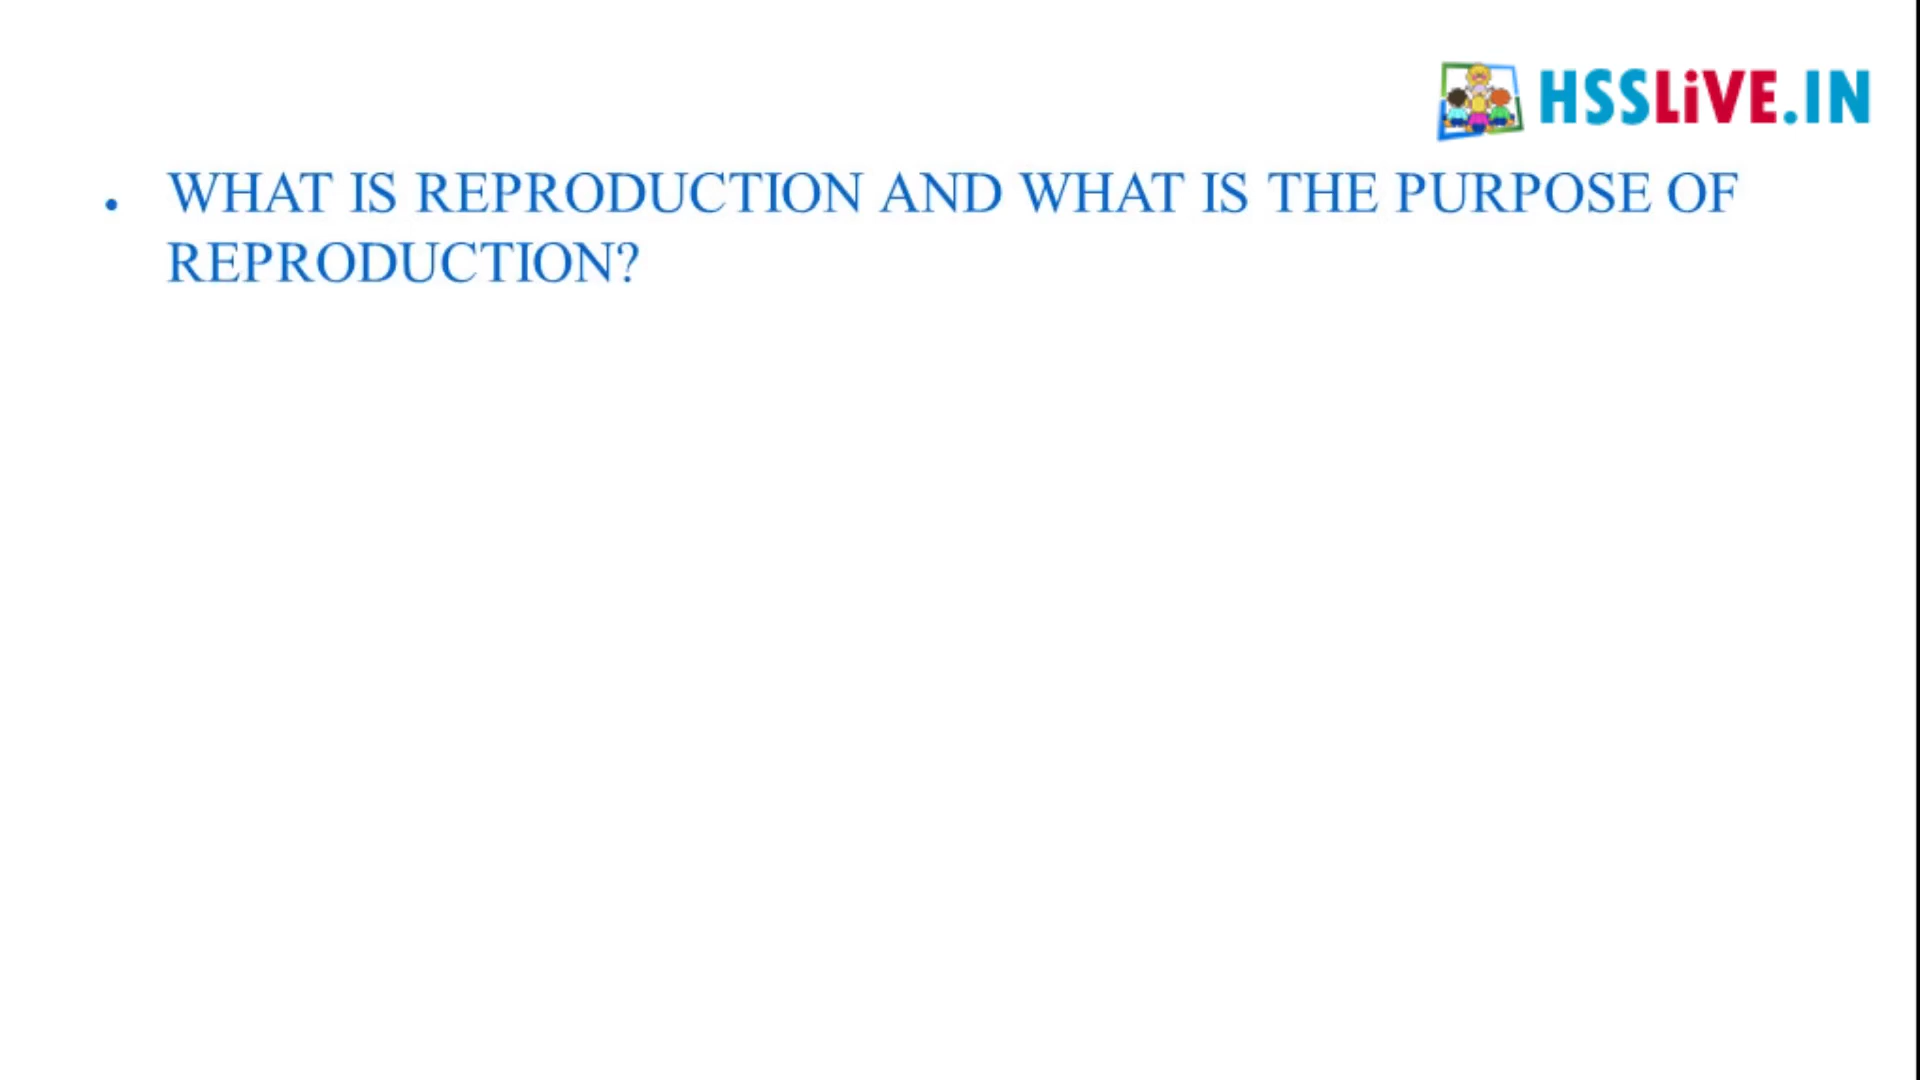 HSSLiVE.IN
• WHAT IS REPRODUCTION AND WHAT IS THE PURPOSE OF
REPRODUCTION?